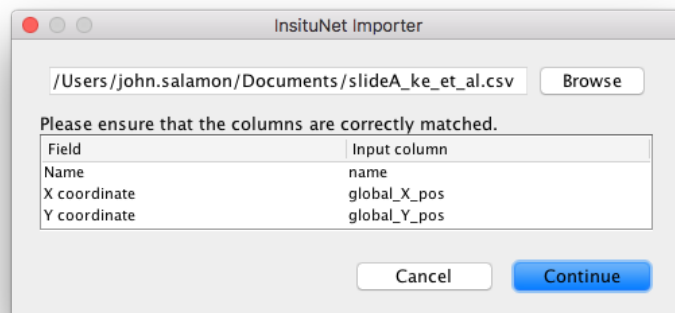 InsituNet Importer
/Users/john.salamon/Documents/slideA_ke_et_al.csv Browse
Please ensure that the columns are correctly matched.
Field Input column
Name name
X coordinate global_X_pos
Y coordinate global_Y_pos
Cancel Continue